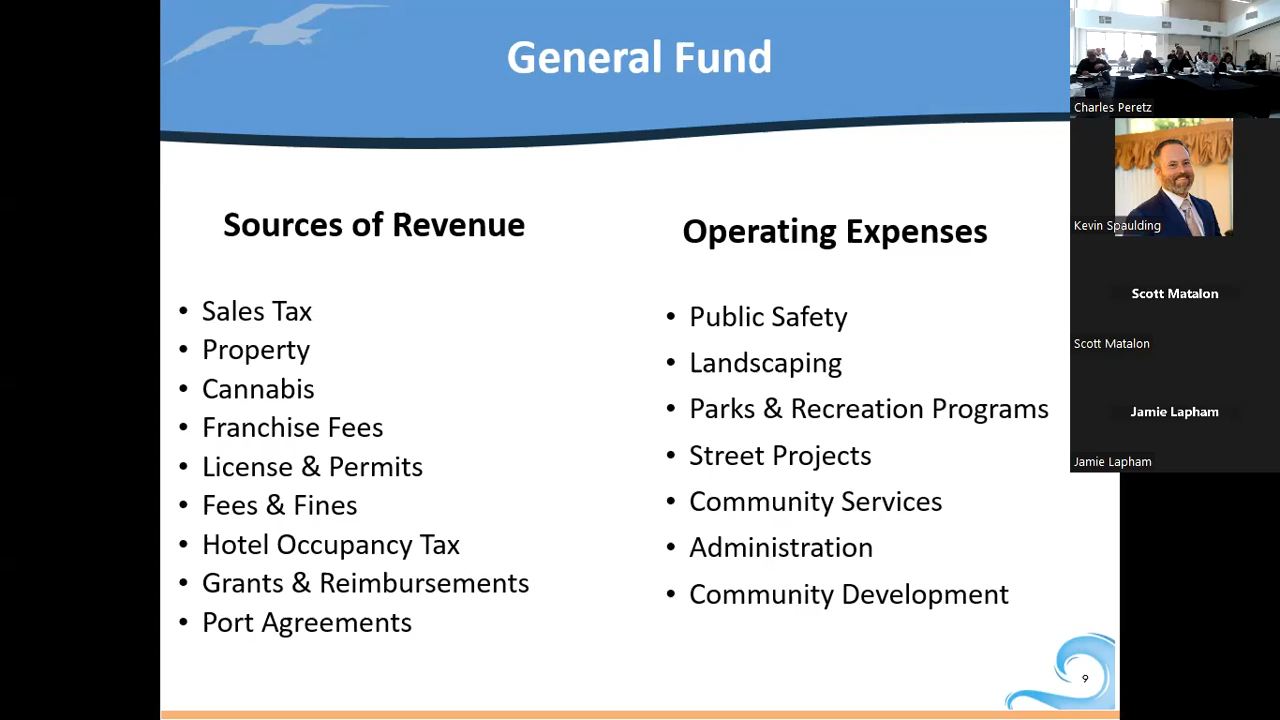 General Fund
Sources of Revenue
• Sales Tax
• Property
• Cannabis
• Franchise Fees
• License & Permits
• Fees & Fines
• Hotel Occupancy Tax
• Grants & Reimbursements
• Port Agreements
Operating Expenses
• Public Safety
• Landscaping
• Parks & Recreation Programs
• Street Projects
• Community Services
• Administration
• Community Development
9
Charles Peretz
Kevin Spaulding
Scott Matalon
Scott Matalon
Jamie Lapham
Jamie Lapham